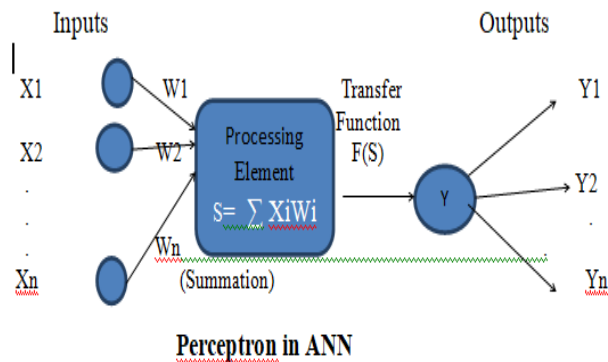 Inputs
Outputs
X1
W1
Transfer
Function
F(S)
Y1
X2
W2
Processing
Element
S= ∑ XiWi
Y
Y2
.
.
.
.
.
Wn
Xn
(Summation)
Yn
Perceptron in ANN